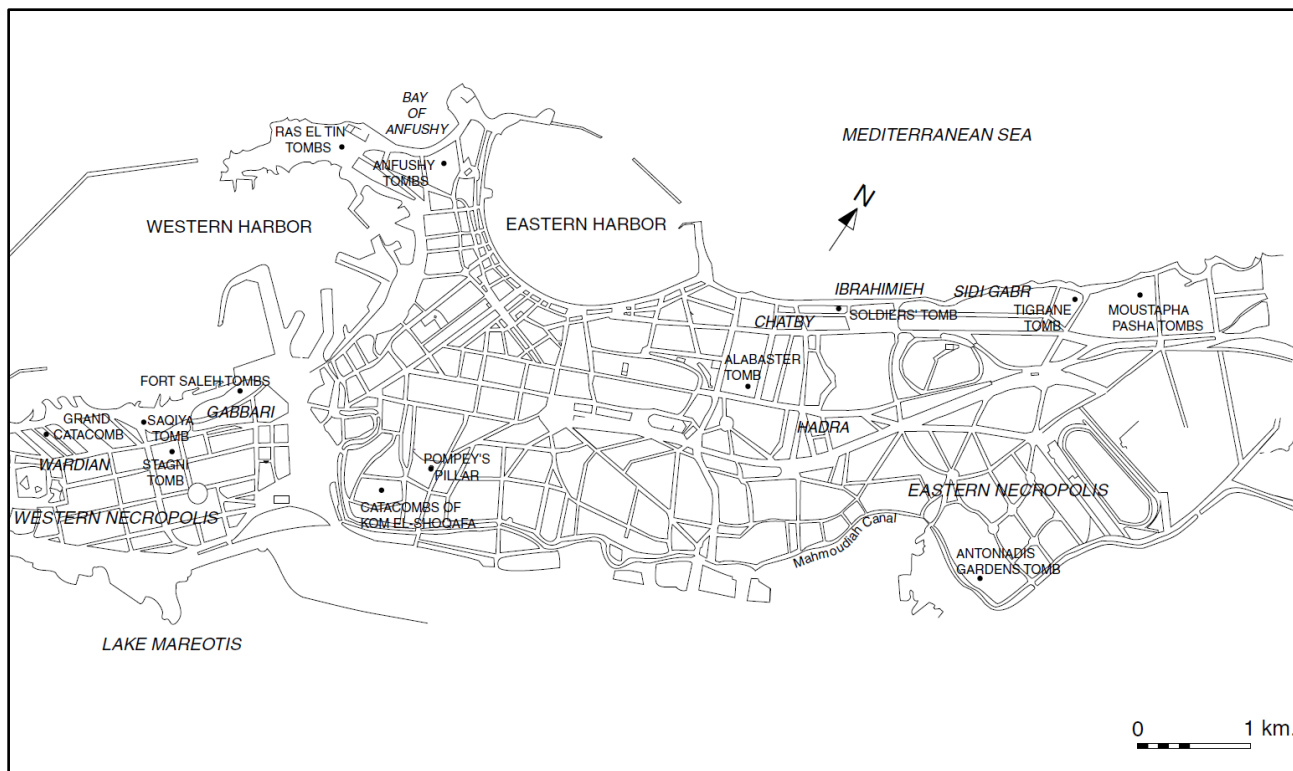 BAY
OF
ANFUSHY
RAS EL TIN
TOMBS
ANFUSHY
TOMBS
MEDITERRANEAN SEA
N
WESTERN HARBOR
EASTERN HARBOR
IBRAHIMIEH
SIDI GABR
CHATBY
SOLDIERS' TOMB
TIGRANE
TOMB
MOUSTAPHA
PASHA TOMBS
ALABASTER
TOMB
FORT SALEH TOMBS
GABBARI
GRAND
CATACOMB
SAQIYA
TOMB
WARDIAN
STAGNI
TOMB
HADRA
POMPEY'S
PILLAR
CATACOMBS OF
KOM EL-SHOQAFA
WESTERN NECROPOLIS
EASTERN NECROPOLIS
Mahmoudiah Canal
ANTONIADIS
GARDENS TOMB
LAKE MAREOTIS
0 1 km.